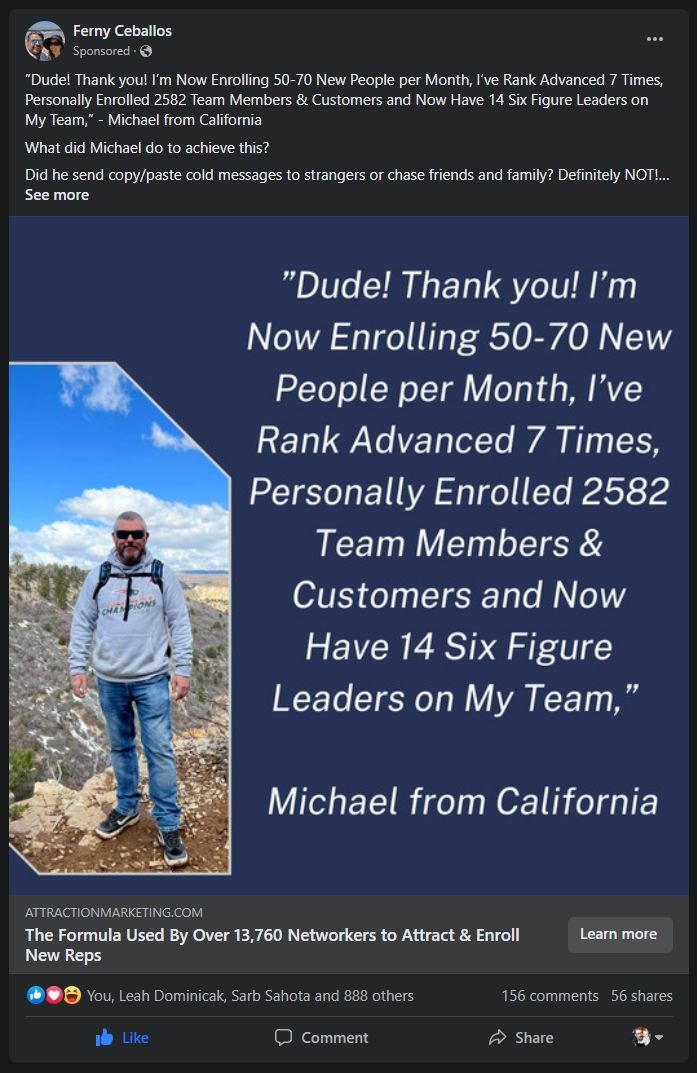 Ferny Ceballos
Sponsored ·
"Dude! Thank you! I'm Now Enrolling 50-70 New People per Month, I've Rank Advanced 7 Times,
Personally Enrolled 2582 Team Members & Customers and Now Have 14 Six Figure Leaders on
My Team," - Michael from California
What did Michael do to achieve this?
Did he send copy/paste cold messages to strangers or chase friends and family? Definitely NOT!...
See more
"Dude! Thank you! I'm
Now Enrolling 50-70 New
People per Month, I've
Rank Advanced 7 Times,
Personally Enrolled 2582
Team Members &
Customers and Now
Have 14 Six Figure
Leaders on My Team,"
Michael from California
CHAMPIONS
ATTRACTIONMARKETING.COM
The Formula Used By Over 13,760 Networkers to Attract & Enroll
New Reps
Learn more
You, Leah Dominicak, Sarb Sahota and 888 others
156 comments 56 shares
Like
Comment
Share